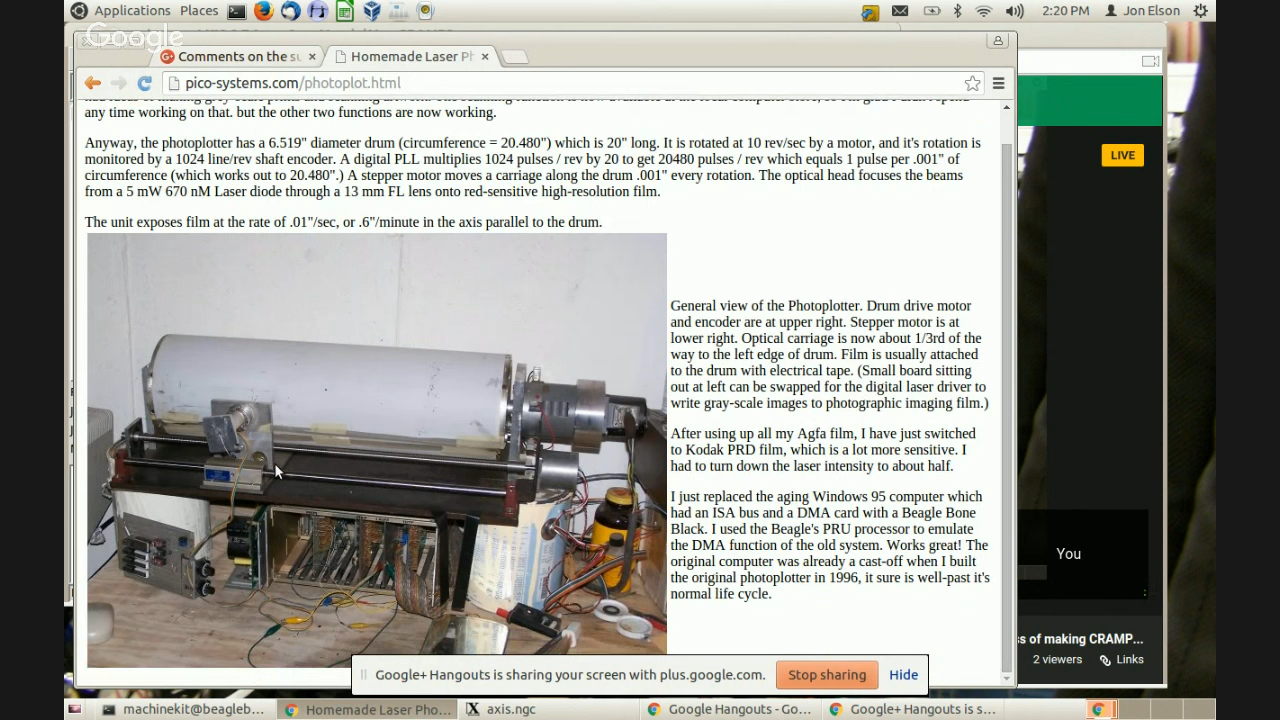 Applications Places 2:20 PM Jon Elson
Google
Comments on the su × Homemade Laser Ph ×
pico-systems.com/photoplot.html
any time working on that. but the other two functions are now working.
Anyway, the photoplotter has a 6.519" diameter drum (circumference = 20.480") which is 20" long. It is rotated at 10 rev/sec by a motor, and it's rotation is
monitored by a 1024 line/rev shaft encoder. A digital PLL multiplies 1024 pulses / rev by 20 to get 20480 pulses / rev which equals 1 pulse per .001" of
circumference (which works out to 20.480".) A stepper motor moves a carriage along the drum .001" every rotation. The optical head focuses the beams
from a 5 mW 670 nM Laser diode through a 13 mm FL lens onto red-sensitive high-resolution film.
The unit exposes film at the rate of .01"/sec, or .6"/minute in the axis parallel to the drum.
General view of the Photoplotter. Drum drive motor
and encoder are at upper right. Stepper motor is at
lower right. Optical carriage is now about 1/3rd of the
way to the left edge of drum. Film is usually attached
to the drum with electrical tape. (Small board sitting
out at left can be swapped for the digital laser driver to
write gray-scale images to photographic imaging film.)
After using up all my Agfa film, I have just switched
to Kodak PRD film, which is a lot more sensitive. I
had to turn down the laser intensity to about half.
I just replaced the aging Windows 95 computer which
had an ISA bus and a DMA card with a Beagle Bone
Black. I used the Beagle's PRU processor to emulate
the DMA function of the old system. Works great! The
original computer was already a cast-off when I built
the original photoplotter in 1996, it sure is well-past it's
normal life cycle.
LIVE
You
ss of making CRAMP...
2 viewers Links
Google+ Hangouts is sharing your screen with plus.google.com. Stop sharing Hide
machinekit@beagleb... Homemade Laser Pho... axis.ngc Google Hangouts - Go... Google+ Hangouts is s...